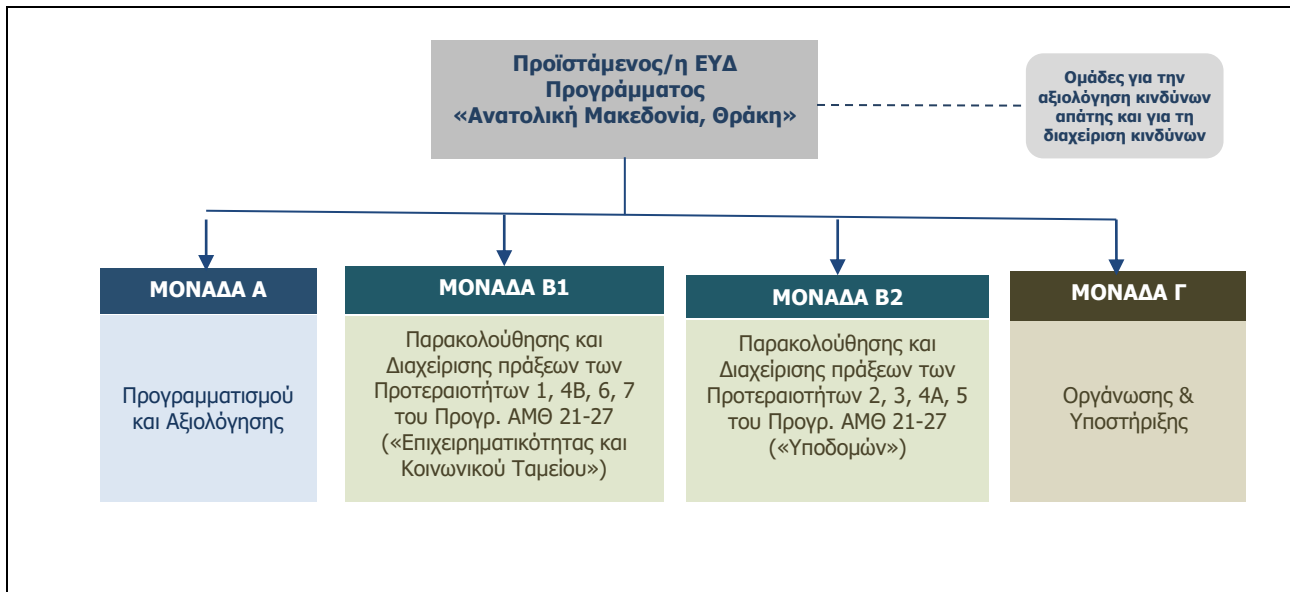 Προϊστάμενος/η ΕΥΔ
Προγράμματος
«Ανατολική Μακεδονία, Θράκη»
Ομάδες για την
αξιολόγηση κινδύνων
απάτης και για τη
διαχείριση κινδύνων
ΜΟΝΑΔΑ Α
Προγραμματισμού
και Αξιολόγησης
ΜΟΝΑΔΑ Β1
Παρακολούθησης και
Διαχείρισης πράξεων των
Προτεραιοτήτων 1, 4Β, 6, 7
του Προγρ. ΑΜΘ 21-27
(«Επιχειρηματικότητας και
Κοινωνικού Ταμείου»)
ΜΟΝΑΔΑ Β2
Παρακολούθησης και
Διαχείρισης πράξεων των
Προτεραιοτήτων 2, 3, 4Α, 5
του Προγρ. ΑΜΘ 21-27
(«Υποδομών»)
ΜΟΝΑΔΑ Γ
Οργάνωσης &
Υποστήριξης